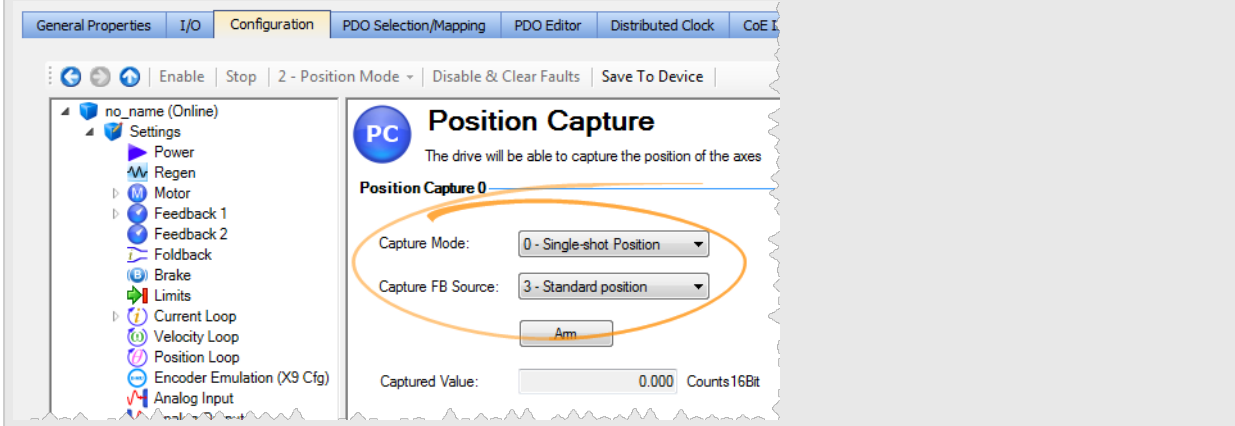 General Properties I/O Configuration PDO Selection/Mapping PDO Editor Distributed Clock CoE
Enable Stop 2 - Position Mode Disable & Clear Faults Save To Device
no_name (Online)
Settings
Power
Regen
M Motor
Feedback 1
Feedback 2
Foldback
B Brake
Limits
i Current Loop
Velocity Loop
Position Loop
Encoder Emulation (X9 Cfg)
Analog Input
PC
Position Capture
The drive will be able to capture the position of the axes
Position Capture 0
Capture Mode: 0 - Single-shot Position
Capture FB Source: 3 - Standard position
Arm
Captured Value: 0.000 Counts16Bit